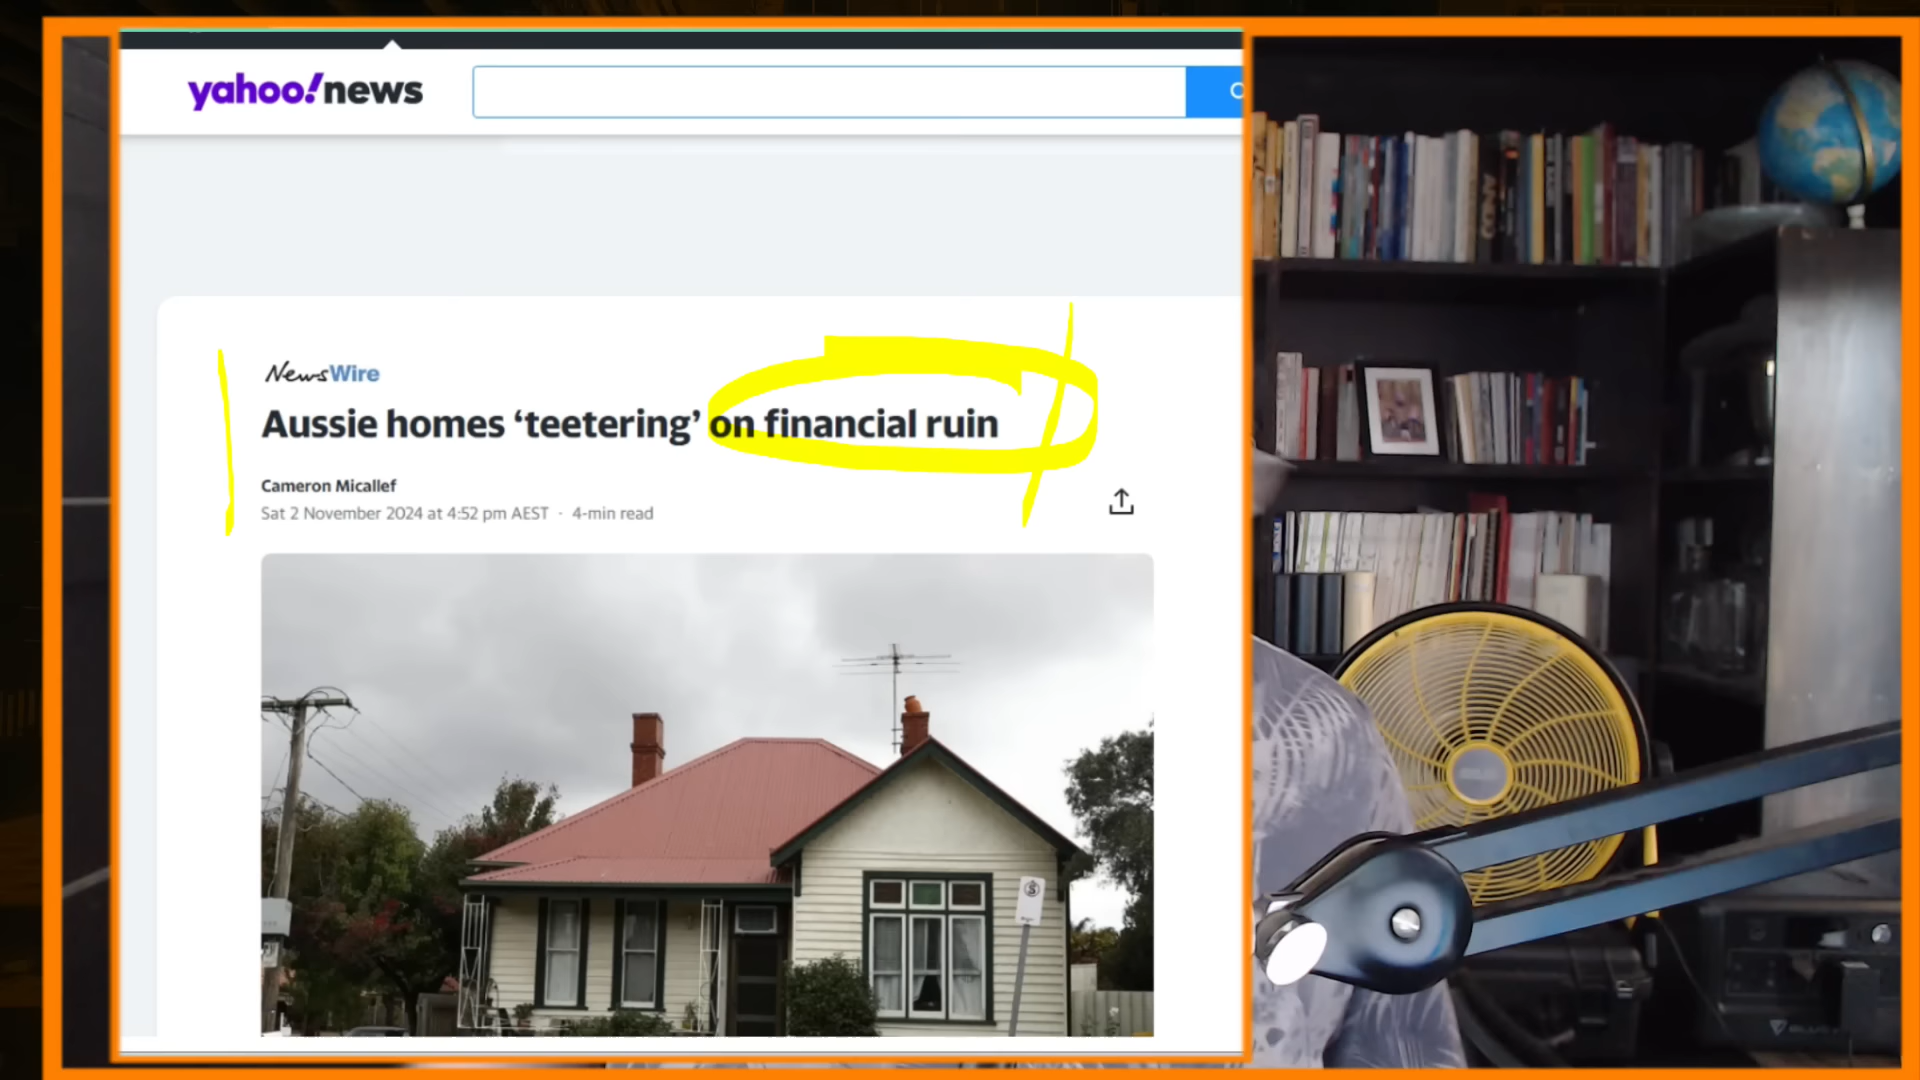 yahoo!news
NewsWire
Aussie homes ‘teetering’ on financial ruin
Cameron Micallef
Sat 2 November 2024 at 4:52 pm AEST · 4-min read